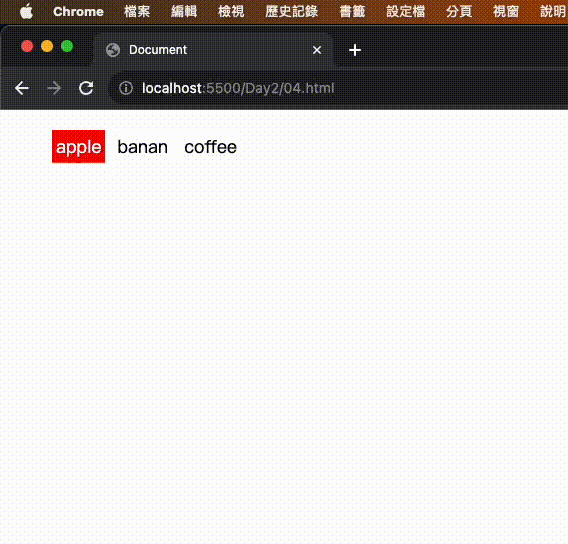 Chrome 檔案 編輯 檢視 歷史記錄 書籤 設定檔 分頁 視窗 說明
Document
localhost:5500/Day2/04.html
apple banan coffee